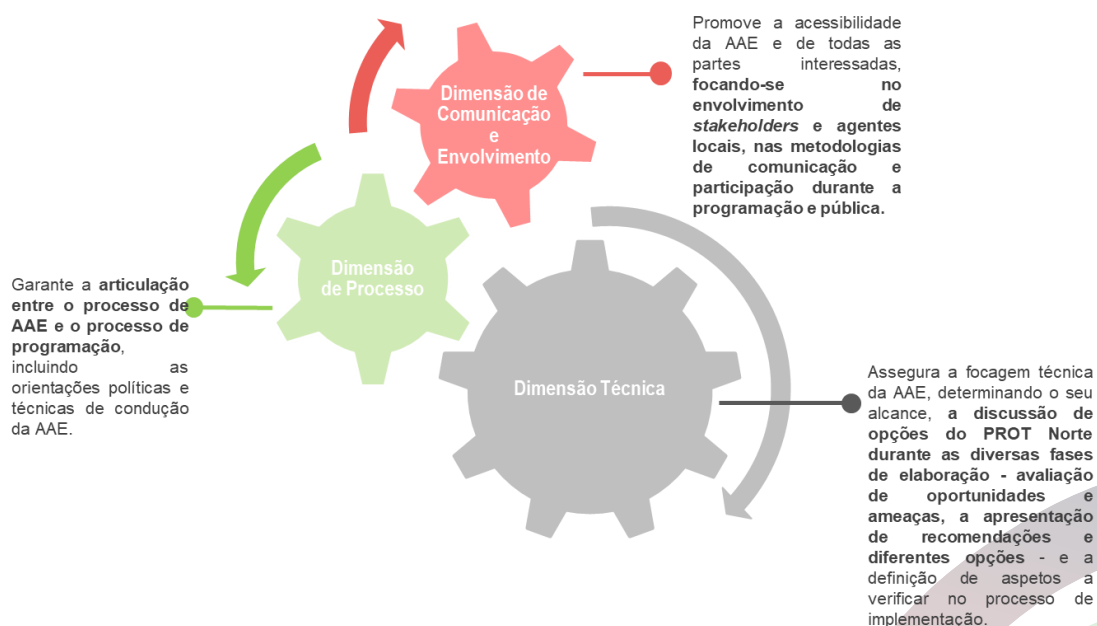 Promove a acessibilidade
da AAE e de todas as
partes interessadas,
focando-se no
envolvimento de
stakeholders e agentes
locais, nas metodologias
de comunicação e
participação durante a
programação e pública.
Dimensão de
Comunicação
e
Envolvimento
Dimensão
de Processo
Garante a articulação
entre o processo de
AAE e o processo de
programação,
incluindo as
orientações políticas e
técnicas de condução
da AAE.
Dimensão Técnica
Assegura a focagem técnica
da AAE, determinando o seu
alcance, a discussão de
opções do PROT Norte
durante as diversas fases
de elaboração - avaliação
de oportunidades e
ameaças, a apresentação
de recomendações e
diferentes opções - e a
definição de aspetos a
verificar no processo de
implementação.